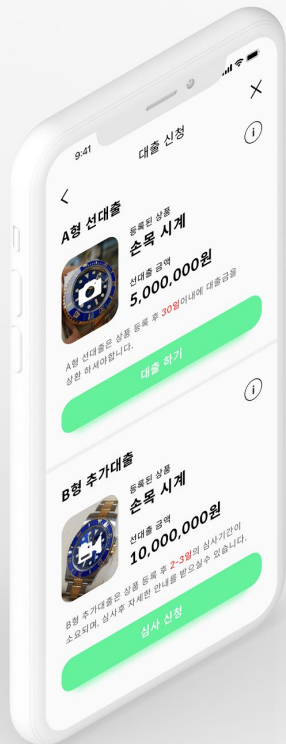 9:41
대출 신청
A형 선대출
등록된 상품
손목 시계
선대출 금액
5,000,000원
A형 선대출은 상품 등록 후 30일이내에 대출금을
상환 하셔야합니다.
대출 하기
B형 추가대출
등록된 상품
손목 시계
선대출 금액
10,000,000원
B형 추가대출은 상품 등록 후 2-3일의 심사기간이
소요되며, 심사후 자세한 안내를 받으실수 있습니다.
심사 신청